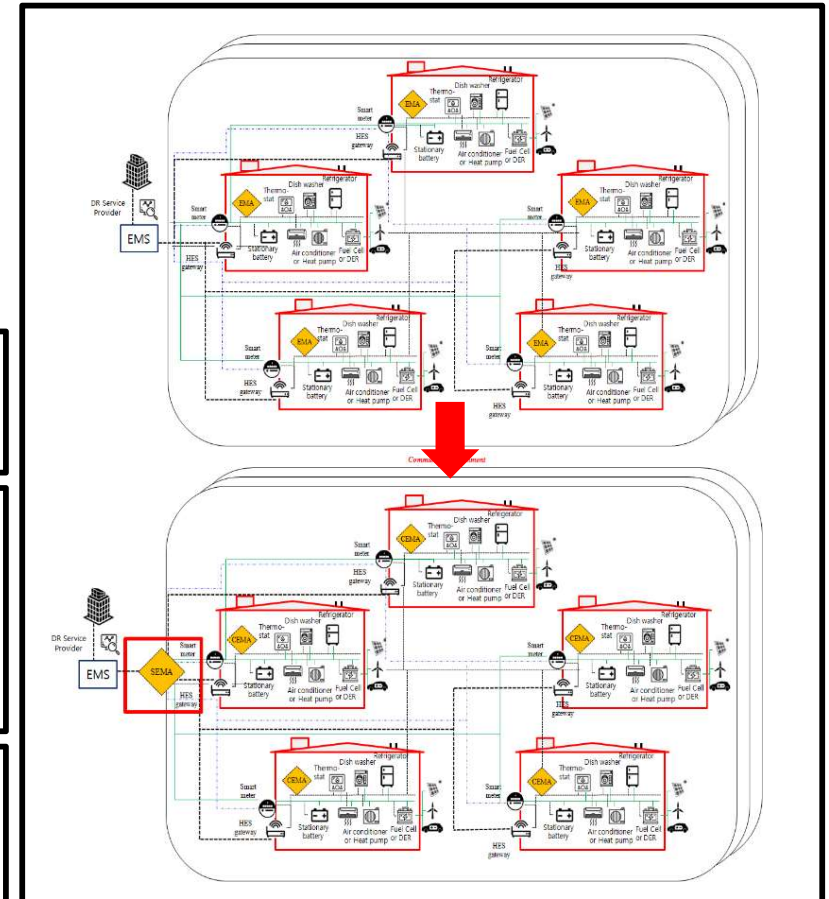 Refrigerator
Dish washer
Thermo-
stat
EMA
Smart
meter
HES
gateway
Stationary
battery
Air conditioner
or Heat pump
Fuel Cell
or DER
DR Service
Provider
EMS
Refrigerator
Dish washer
Thermo-
stat
EMA
Smart
meter
HES
gateway
Stationary
battery
Air conditioner
or Heat pump
Fuel Cell
or DER
Refrigerator
Dish washer
Thermo-
stat
EMA
Smart
meter
HES
gateway
Stationary
battery
Air conditioner
or Heat pump
Fuel Cell
or DER
Refrigerator
Dish washer
Thermo-
stat
EMA
Smart
meter
HES
gateway
Stationary
battery
Air conditioner
or Heat pump
Fuel Cell
or DER
Refrigerator
Dish washer
Thermo-
stat
EMA
Smart
meter
HES
gateway
Stationary
battery
Air conditioner
or Heat pump
Fuel Cell
or DER
Refrigerator
Dish washer
Thermo-
stat
CEMA
Smart
meter
HES
gateway
Stationary
battery
Air conditioner
or Heat pump
Fuel Cell
or DER
DR Service
Provider
EMS
SEMA
Refrigerator
Dish washer
Thermo-
stat
CEMA
Smart
meter
HES
gateway
Stationary
battery
Air conditioner
or Heat pump
Fuel Cell
or DER
Refrigerator
Dish washer
Thermo-
stat
CEMA
Smart
meter
HES
gateway
Stationary
battery
Air conditioner
or Heat pump
Fuel Cell
or DER
Refrigerator
Dish washer
Thermo-
stat
CEMA
Smart
meter
HES
gateway
Stationary
battery
Air conditioner
or Heat pump
Fuel Cell
or DER
Refrigerator
Dish washer
Thermo-
stat
CEMA
Smart
meter
HES
gateway
Stationary
battery
Air conditioner
or Heat pump
Fuel Cell
or DER